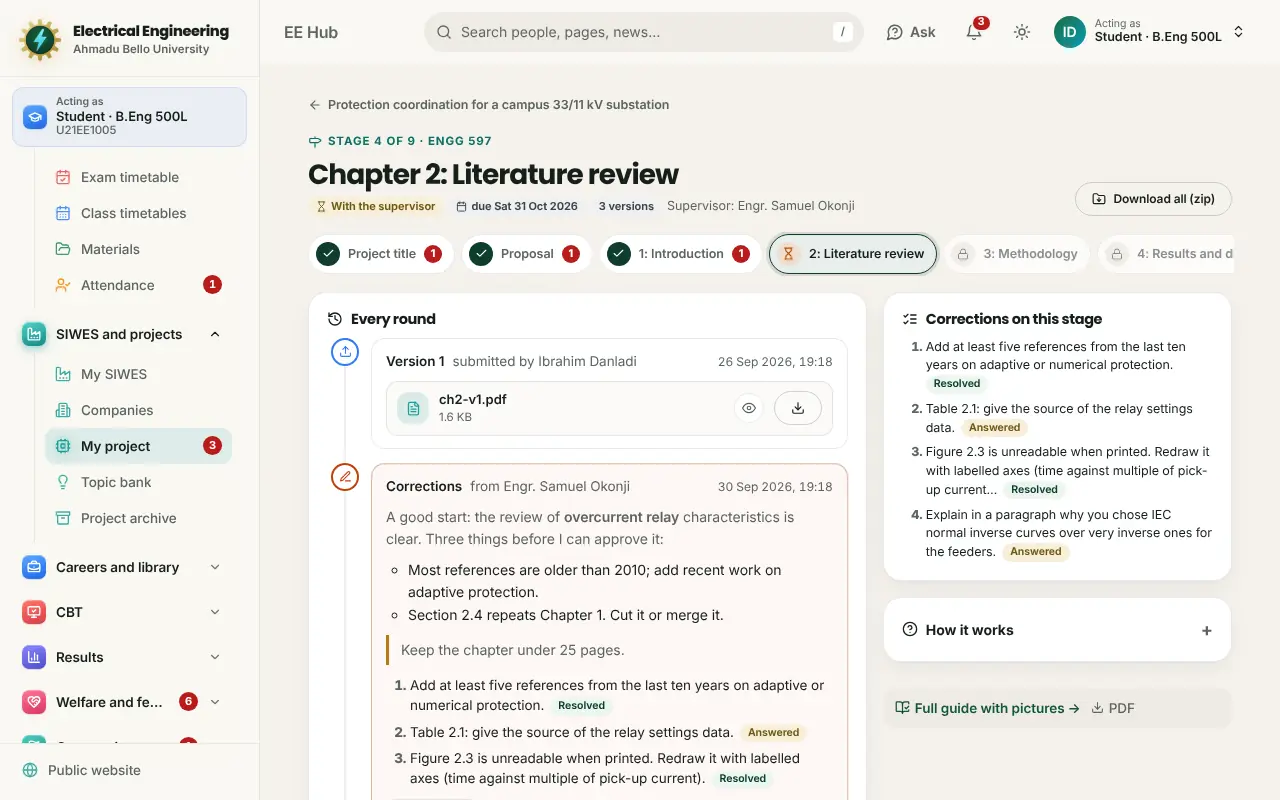 Electrical Engineering
Ahmadu Bello University
Acting as
Student · B.Eng 500L
U21EE1005
Exam timetable
Class timetables
Materials
Attendance
1
SIWES and projects
My SIWES
Companies
My project
3
Topic bank
Project archive
Careers and library
CBT
Results
Welfare and fe...
6
Public website
EE Hub
Search people, pages, news...
/
Ask
3
ID
Acting as
Student · B.Eng 500L
← Protection coordination for a campus 33/11 kV substation
STAGE 4 OF 9 · ENGG 597
Chapter 2: Literature review
With the supervisor
due Sat 31 Oct 2026
3 versions
Supervisor: Engr. Samuel Okonji
Download all (zip)
Project title 1
Proposal 1
1: Introduction 1
2: Literature review
3: Methodology
4: Results and d
Every round
Version 1 submitted by Ibrahim Danladi
26 Sep 2026, 19:18
ch2-v1.pdf
1.6 KB
Corrections from Engr. Samuel Okonji
30 Sep 2026, 19:18
A good start: the review of overcurrent relay characteristics is
clear. Three things before I can approve it:
Most references are older than 2010; add recent work on
adaptive protection.
Section 2.4 repeats Chapter 1. Cut it or merge it.
Keep the chapter under 25 pages.
1. Add at least five references from the last ten years on adaptive or
numerical protection. Resolved
2. Table 2.1: give the source of the relay settings data. Answered
3. Figure 2.3 is unreadable when printed. Redraw it with labelled
axes (time against multiple of pick-up current). Resolved
Corrections on this stage
1. Add at least five references from the last ten
years on adaptive or numerical protection.
Resolved
2. Table 2.1: give the source of the relay settings
data. Answered
3. Figure 2.3 is unreadable when printed. Redraw it
with labelled axes (time against multiple of pick-
up current... Resolved
4. Explain in a paragraph why you chose IEC
normal inverse curves over very inverse ones for
the feeders. Answered
How it works
+
Full guide with pictures →
PDF